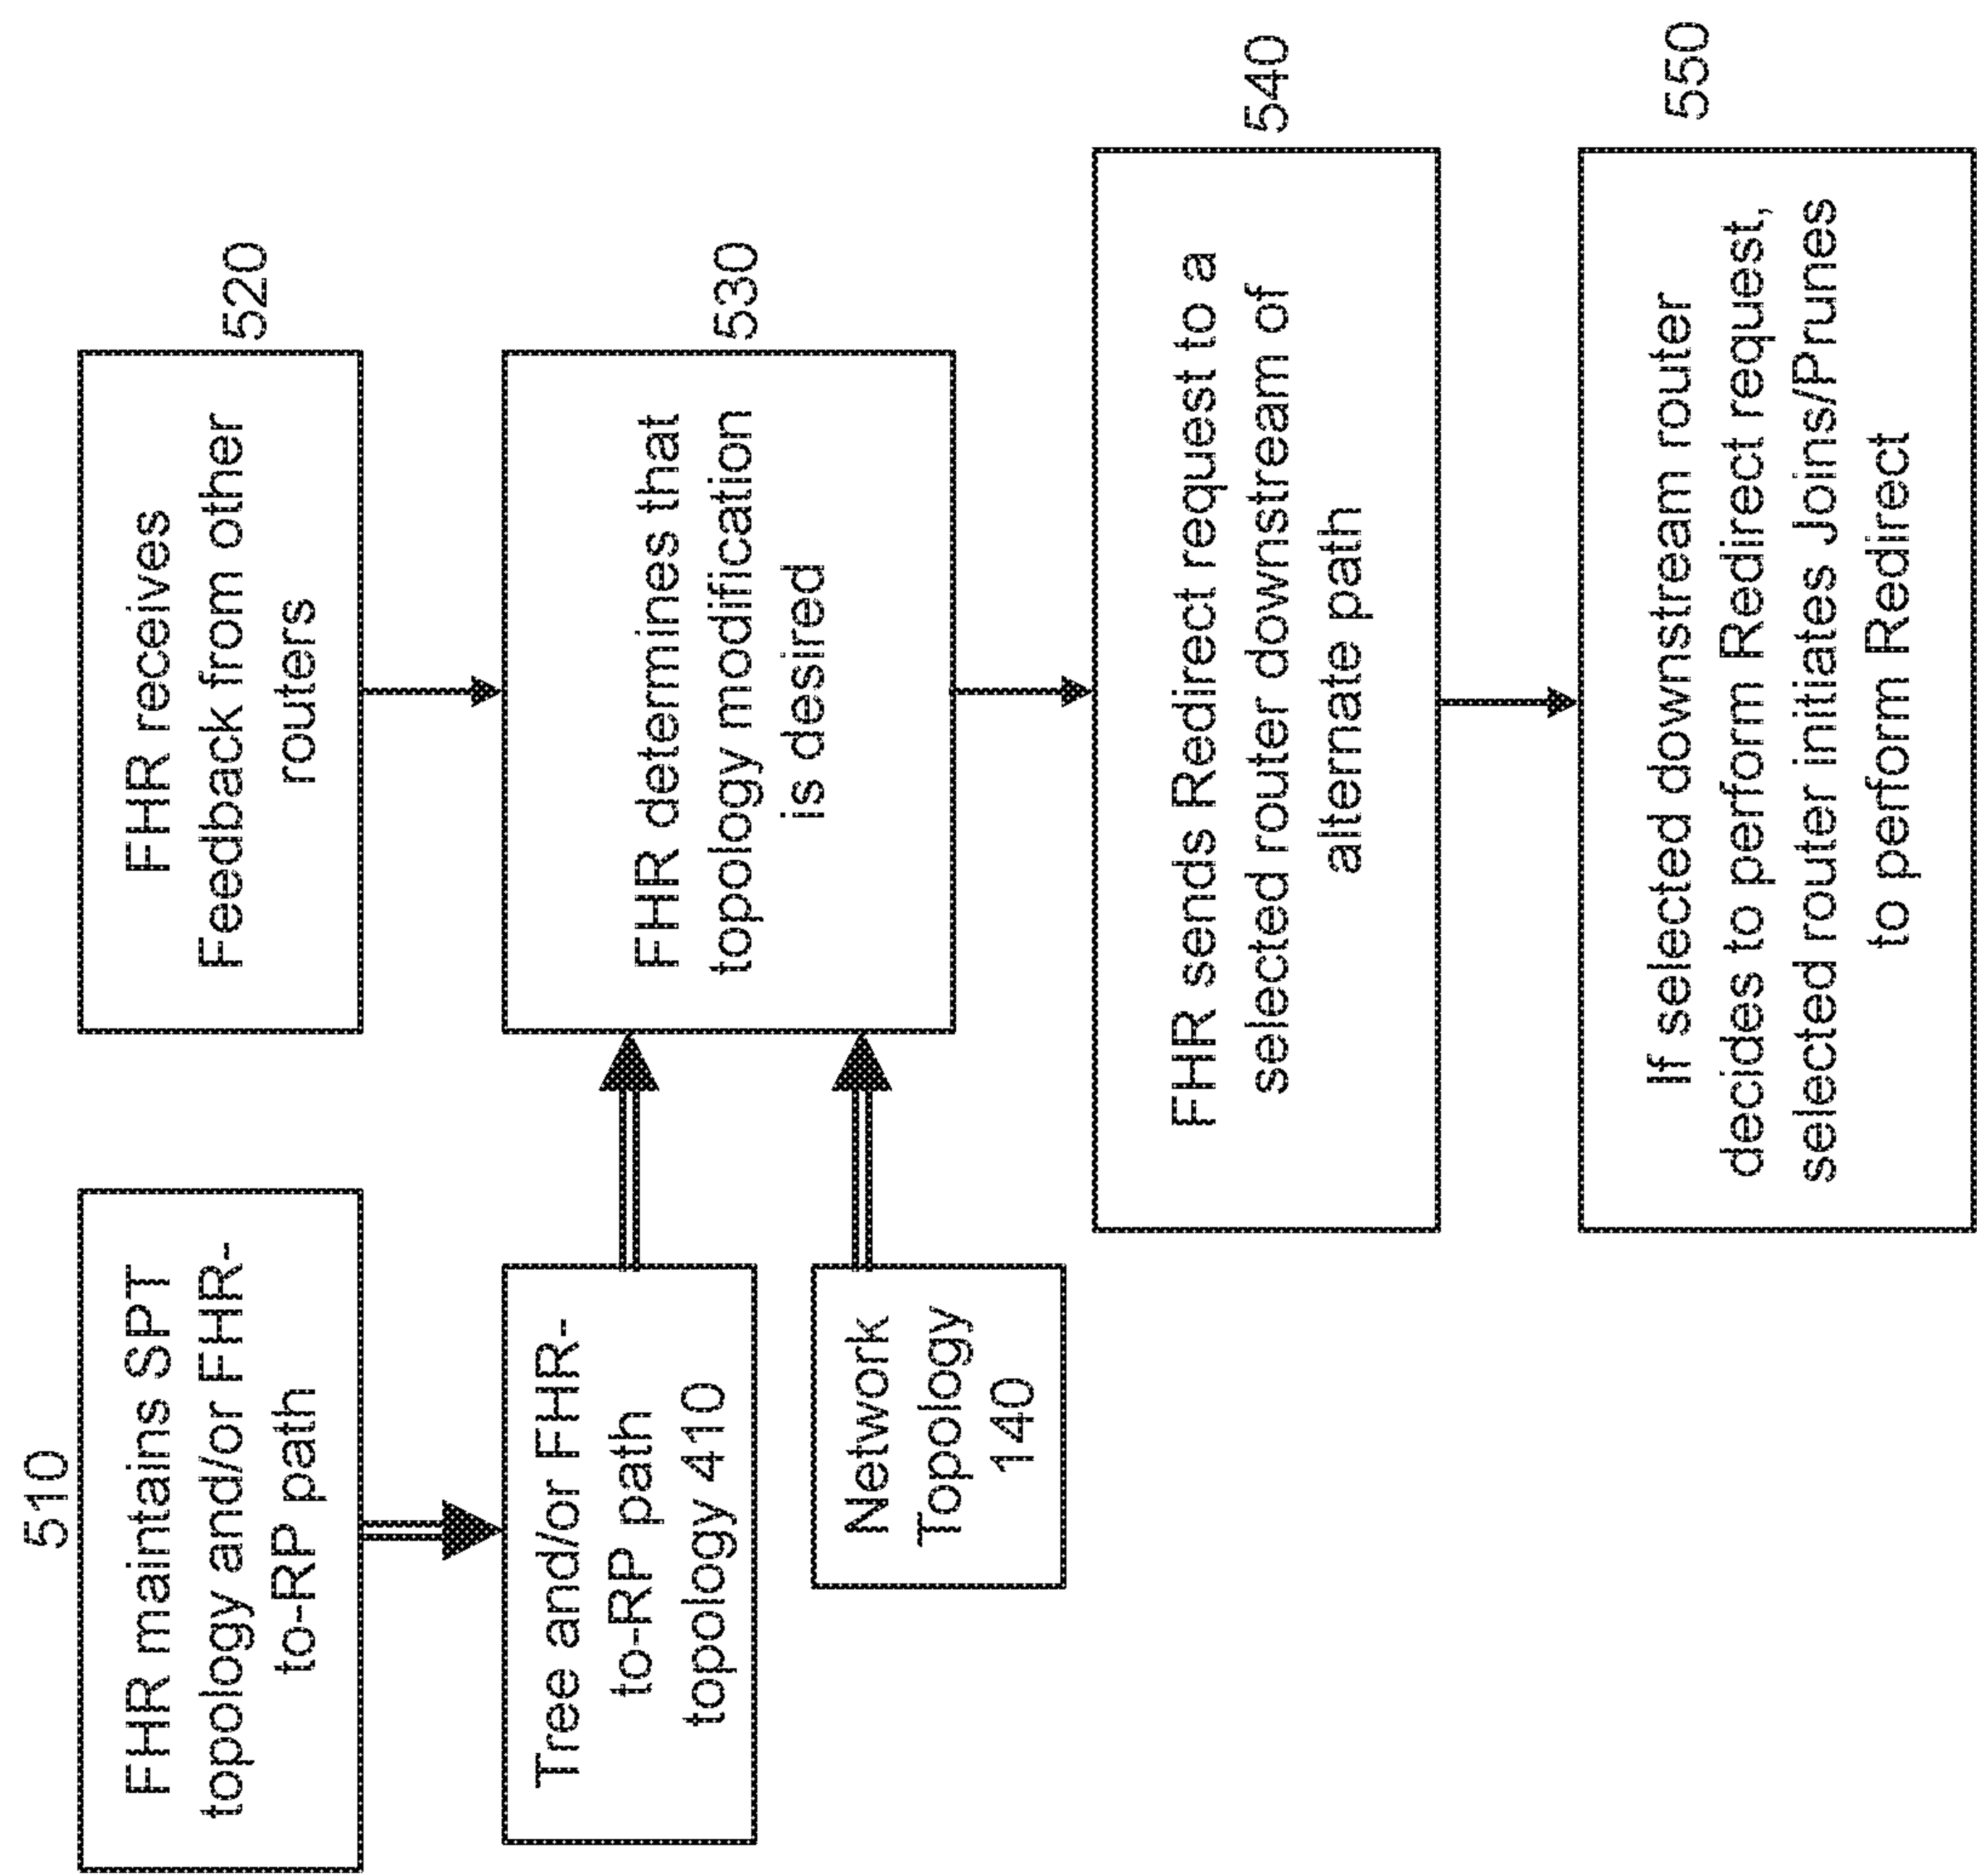 510
FHR maintains SPT
topology and/or FHR-
to-RP path
FHR receives
Feedback from other
routers
520
Tree and/or FHR-
to-RP path
topology 410
Network
Topology
140
FHR determines that
topology modification
is desired
530
FHR sends Redirect request to a
selected router downstream of
alternate path
540
If selected downstream router
decides to perform Redirect request,
selected router initiates Joins/Prunes
to perform Redirect
550